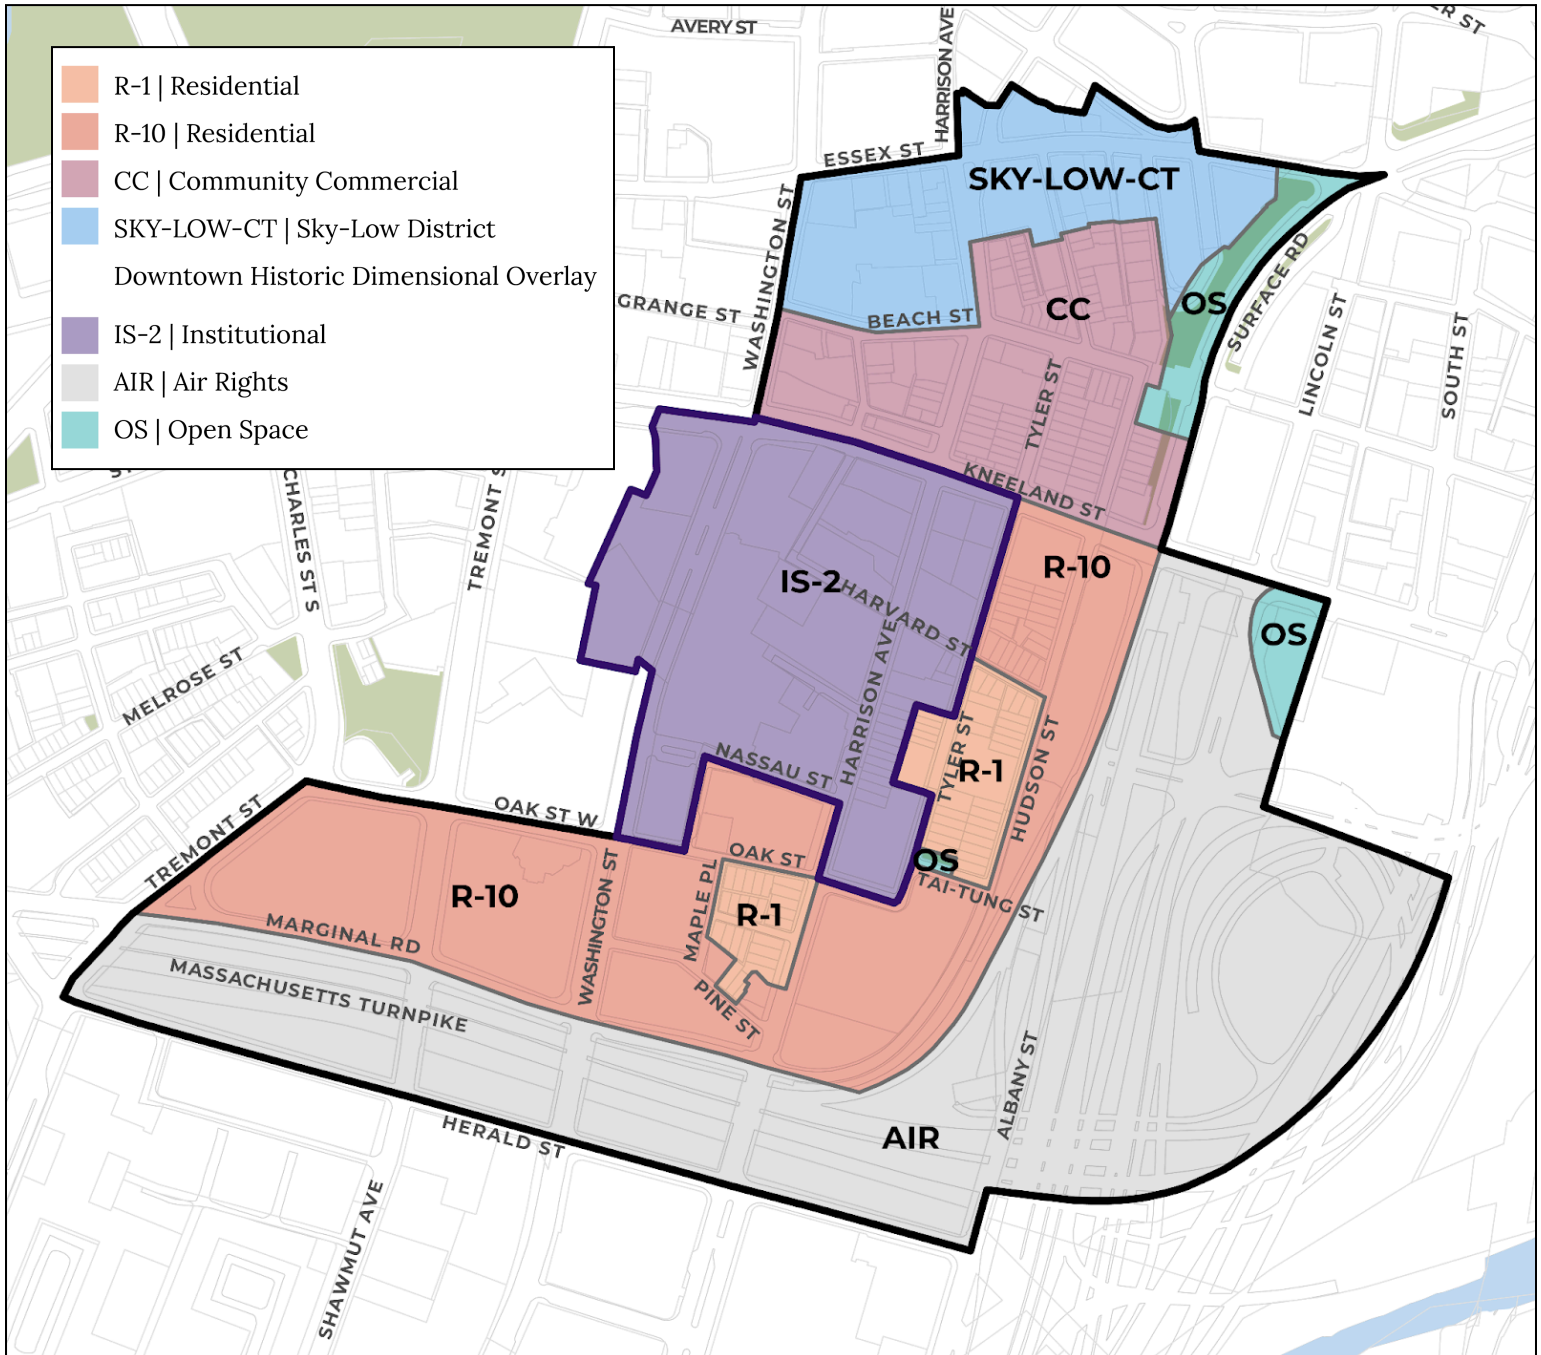 AVERY ST
HARRISON AVE
R-1 | Residential
R-10 | Residential
CC | Community Commercial
SKY-LOW-CT | Sky-Low District
Downtown Historic Dimensional Overlay
IS-2 | Institutional
AIR | Air Rights
OS | Open Space
ESSEX ST
SKY-LOW-CT
WASHINGTON ST
GRANGE ST
BEACH ST
CC
OS
SURFACE RD
LINCOLN ST
SOUTH ST
TYLER ST
KNEELAND ST
CHARLES ST S
TREMONT S
IS-2
HARVARD ST
R-10
OS
MELROSE ST
HARRISON AVE
TYLER ST
R-1
HUDSON ST
NASSAU ST
TREMONT ST
OAK ST W
OAK ST
OS
TAI-TUNG ST
R-10
WASHINGTON ST
MAPLE PL
R-1
MARGINAL RD
MASSACHUSETTS TURNPIKE
PINE ST
ALBANY ST
AIR
HERALD ST
SHAWMUT AVE